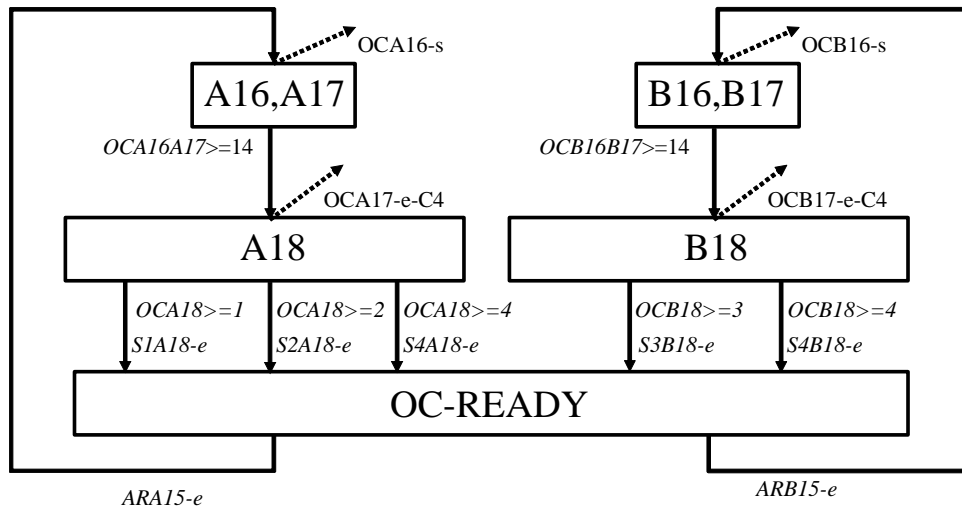 OCA16-s
OCB16-s
A16,A17
B16,B17
OCA16A17>=14
OCB16B17>=14
OCA17-e-C4
OCB17-e-C4
A18
B18
OCA18>=1
OCA18>=2
OCA18>=4
OCB18>=3
OCB18>=4
S1A18-e
S2A18-e
S4A18-e
S3B18-e
S4B18-e
OC-READY
ARA15-e
ARB15-e